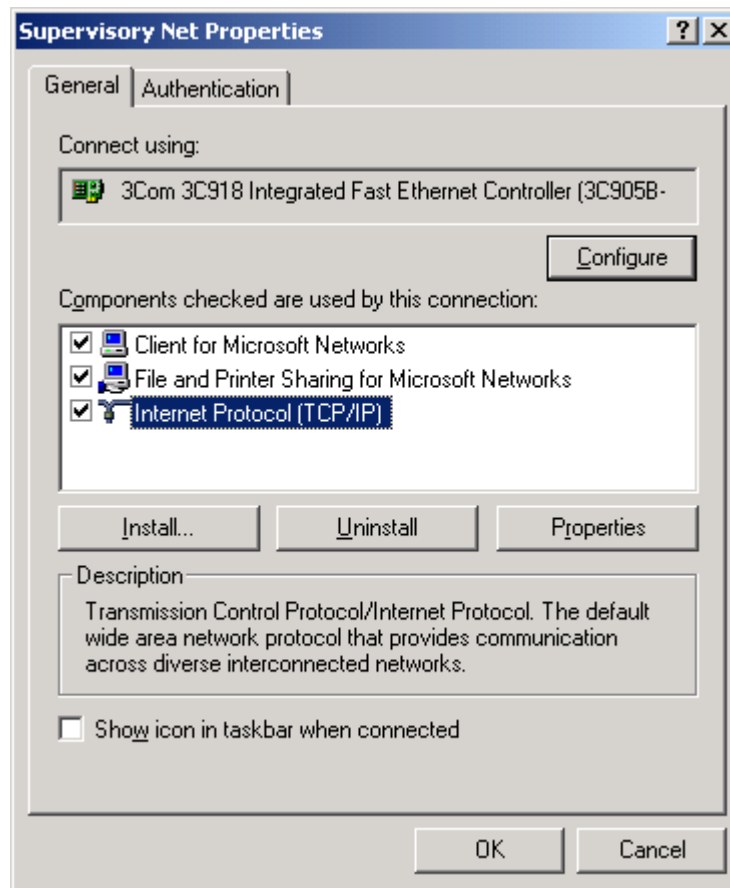 Supervisory Net Properties
General
Authentication
Connect using:
3Com 3C918 Integrated Fast Ethernet Controller (3C905B-
Configure
Components checked are used by this connection:
Client for Microsoft Networks
File and Printer Sharing for Microsoft Networks
Internet Protocol (TCP/IP)
Install...
Uninstall
Properties
Description
Transmission Control Protocol/Internet Protocol. The default
wide area network protocol that provides communication
across diverse interconnected networks.
Show icon in taskbar when connected
OK
Cancel